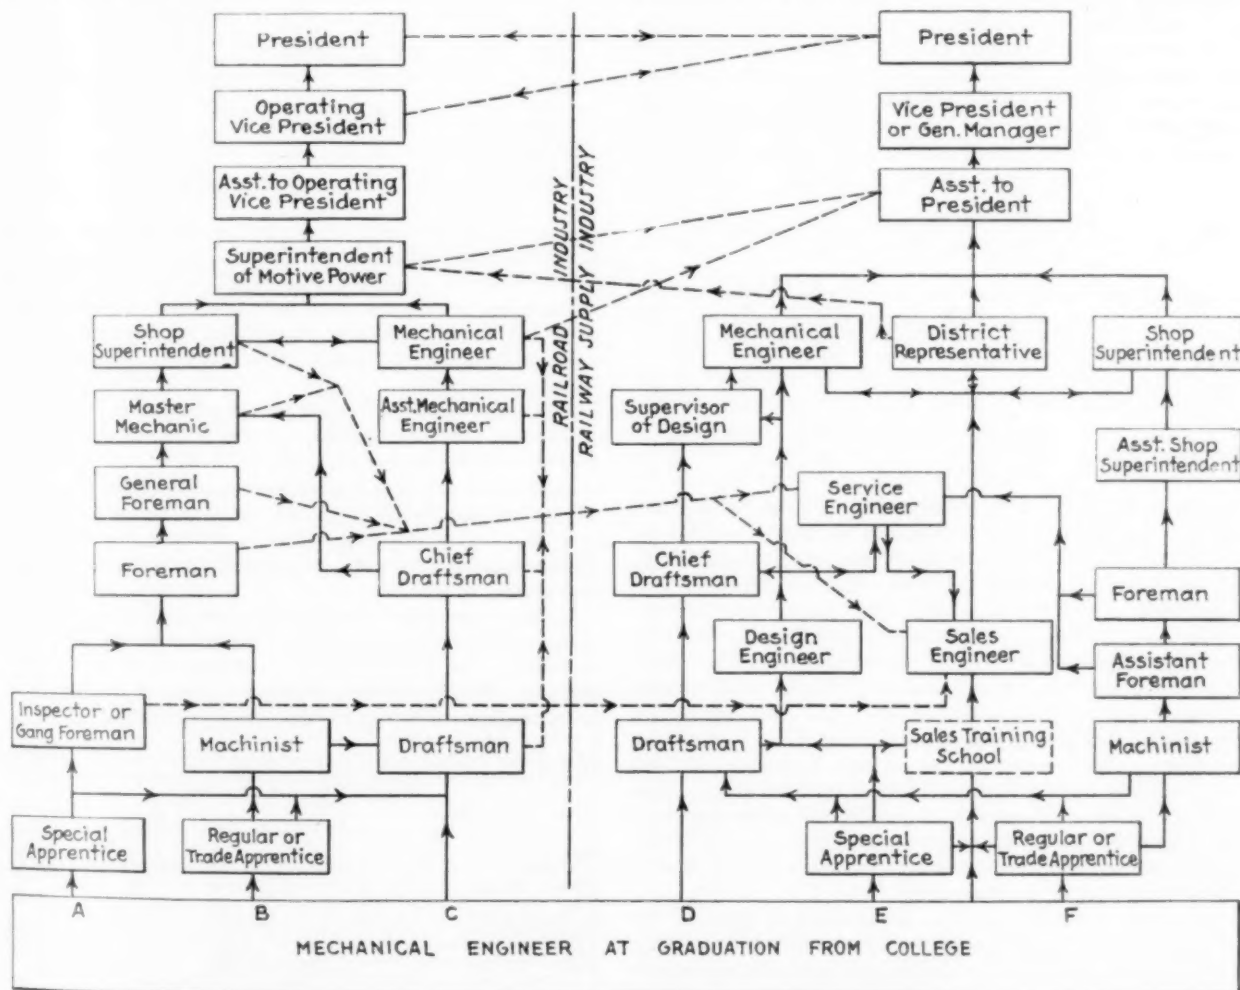 President
President
Operating
Vice President
Vice President
or Gen. Manager
Asst. to Operating
Vice President
Asst. to
President
RAILROAD INDUSTRY
RAILWAY SUPPLY INDUSTRY
Superintendent
of Motive Power
Shop
Superintendent
Mechanical
Engineer
Mechanical
Engineer
District
Representative
Shop
Superintendent
Master
Mechanic
Asst. Mechanical
Engineer
Supervisor
of Design
Asst. Shop
Superintendent
General
Foreman
Service
Engineer
Foreman
Chief
Draftsman
Chief
Draftsman
Foreman
Design
Engineer
Sales
Engineer
Assistant
Foreman
Inspector or
Gang Foreman
Machinist
Draftsman
Draftsman
Sales Training
School
Machinist
Special
Apprentice
Regular or
Trade Apprentice
Special
Apprentice
Regular or
Trade Apprentice
A B C D E F
MECHANICAL ENGINEER AT GRADUATION FROM COLLEGE